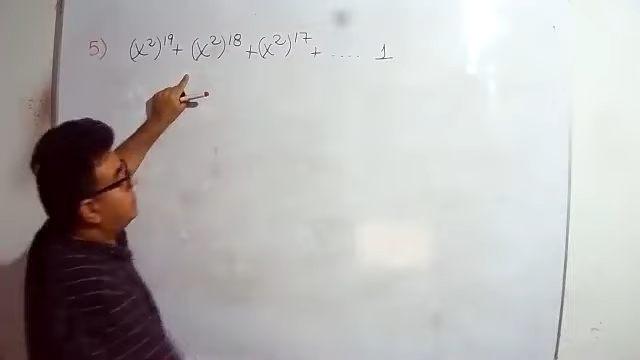 5) (x²)¹⁹ + (x²)¹⁸ + (x²)¹⁷ + .... 1